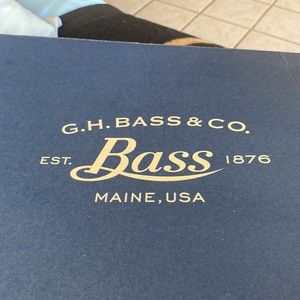 G.H.BASS & CO.
EST. Bass 1876
MAINE, USA